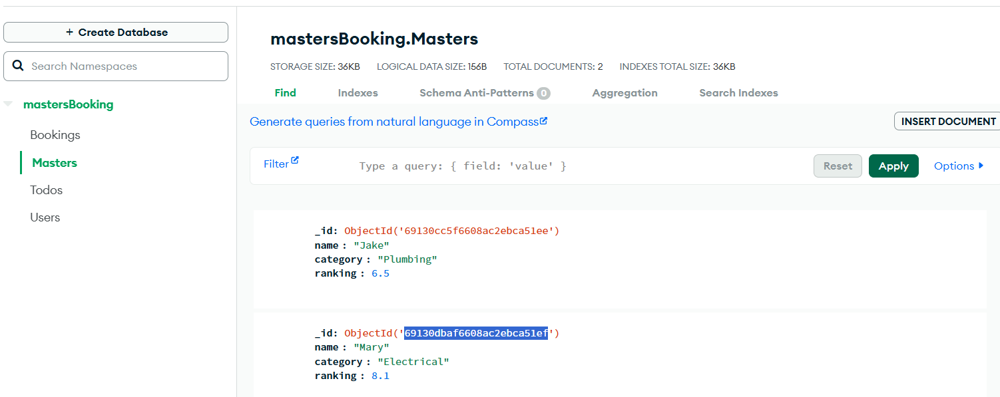 + Create Database
Search Namespaces
mastersBooking
Bookings
Masters
Todos
Users
mastersBooking.Masters
STORAGE SIZE: 36KB LOGICAL DATA SIZE: 156B TOTAL DOCUMENTS: 2 INDEXES TOTAL SIZE: 36KB
Find Indexes Schema Anti-Patterns 0 Aggregation Search Indexes
Generate queries from natural language in Compass
INSERT DOCUMENT
Filter Type a query: { field: 'value' } Reset Apply Options
_id: ObjectId('69130cc5f6608ac2ebca51ee')
name : "Jake"
category : "Plumbing"
ranking : 6.5
_id: ObjectId('69130dbaf6608ac2ebca51ef')
name : "Mary"
category : "Electrical"
ranking : 8.1